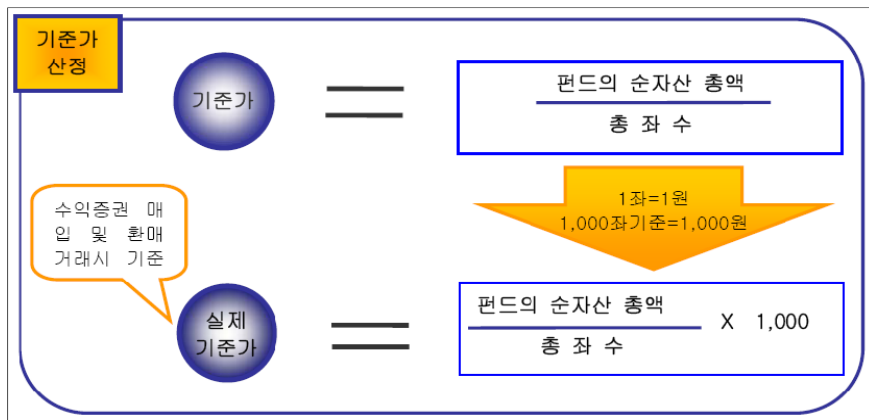 기준가
산정
기준가
펀드의 순자산 총액
총 좌 수
1좌=1원
1,000좌기준=1,000원
수익증권 매
입 및 환매
거래시 기준
실제
기준가
펀드의 순자산 총액
총 좌 수
X 1,000